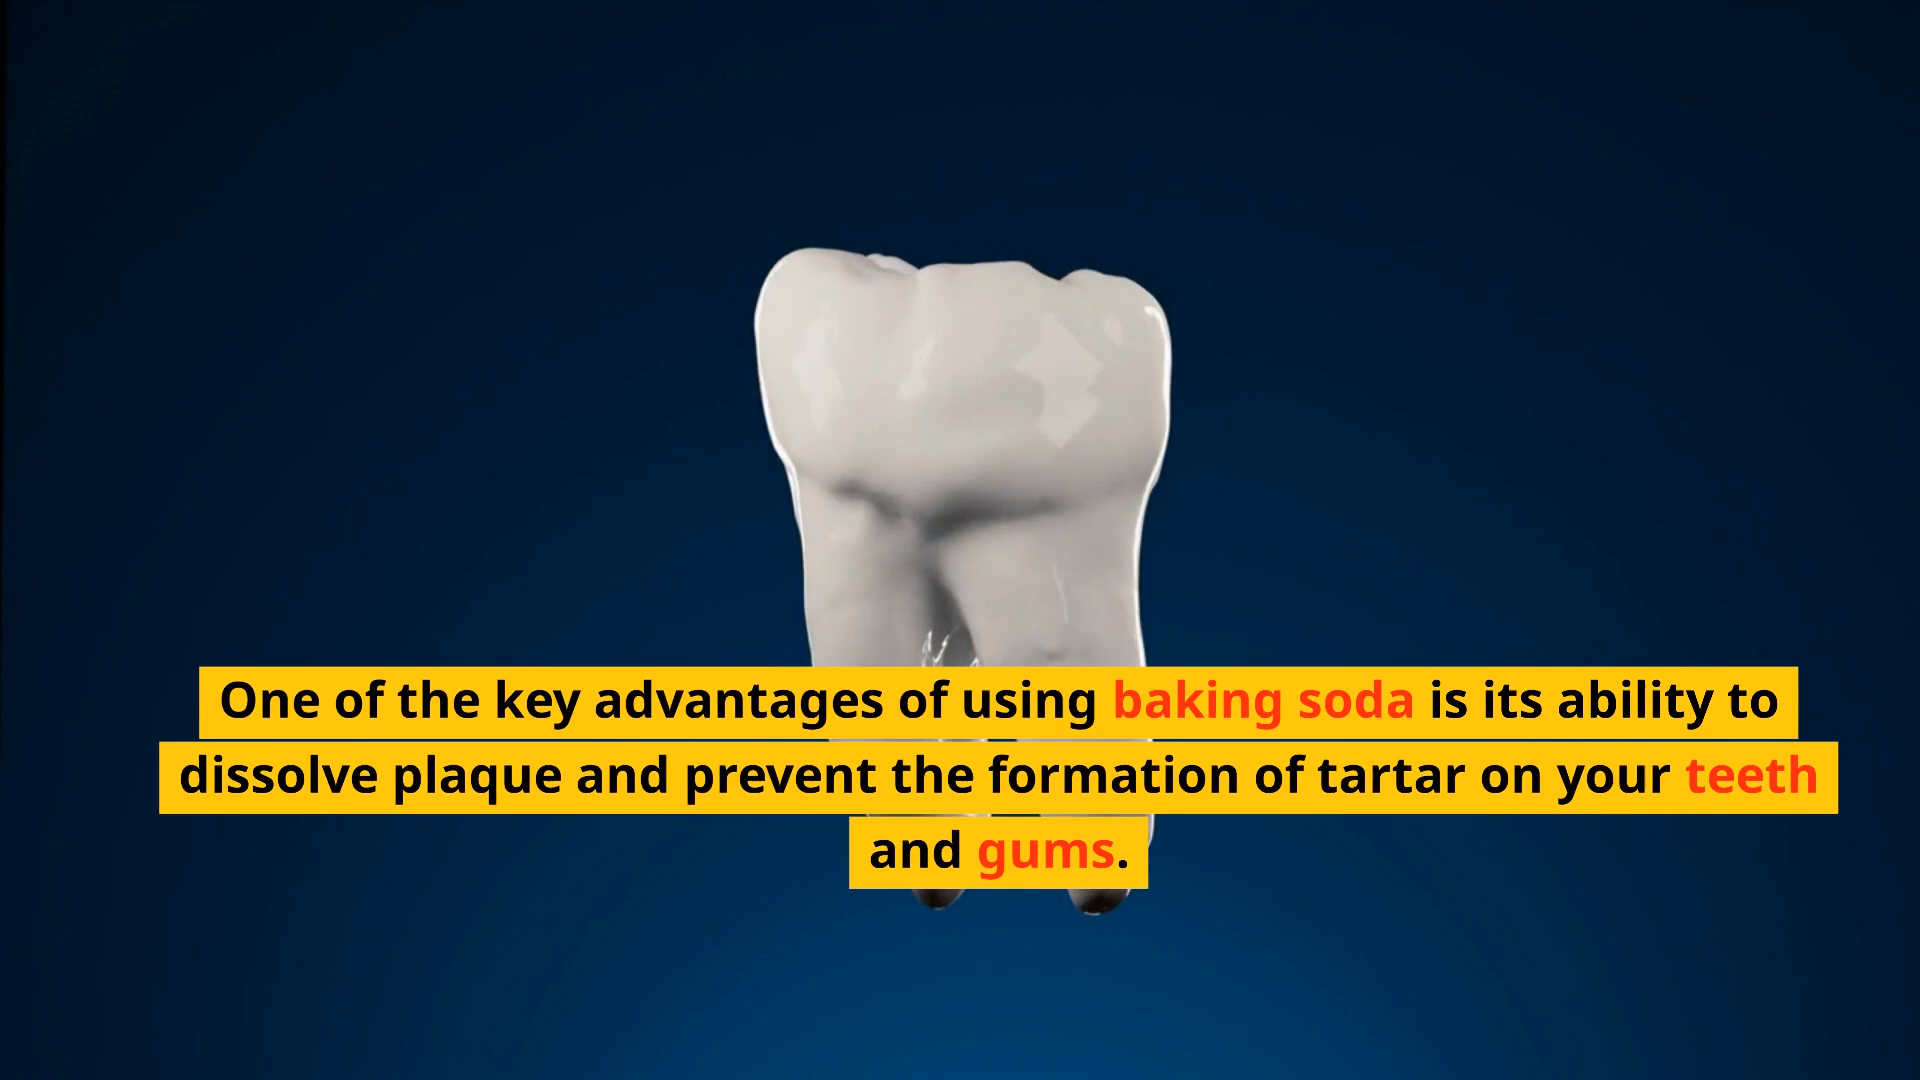 One of the key advantages of using baking soda is its ability to
dissolve plaque and prevent the formation of tartar on your teeth
and gums.